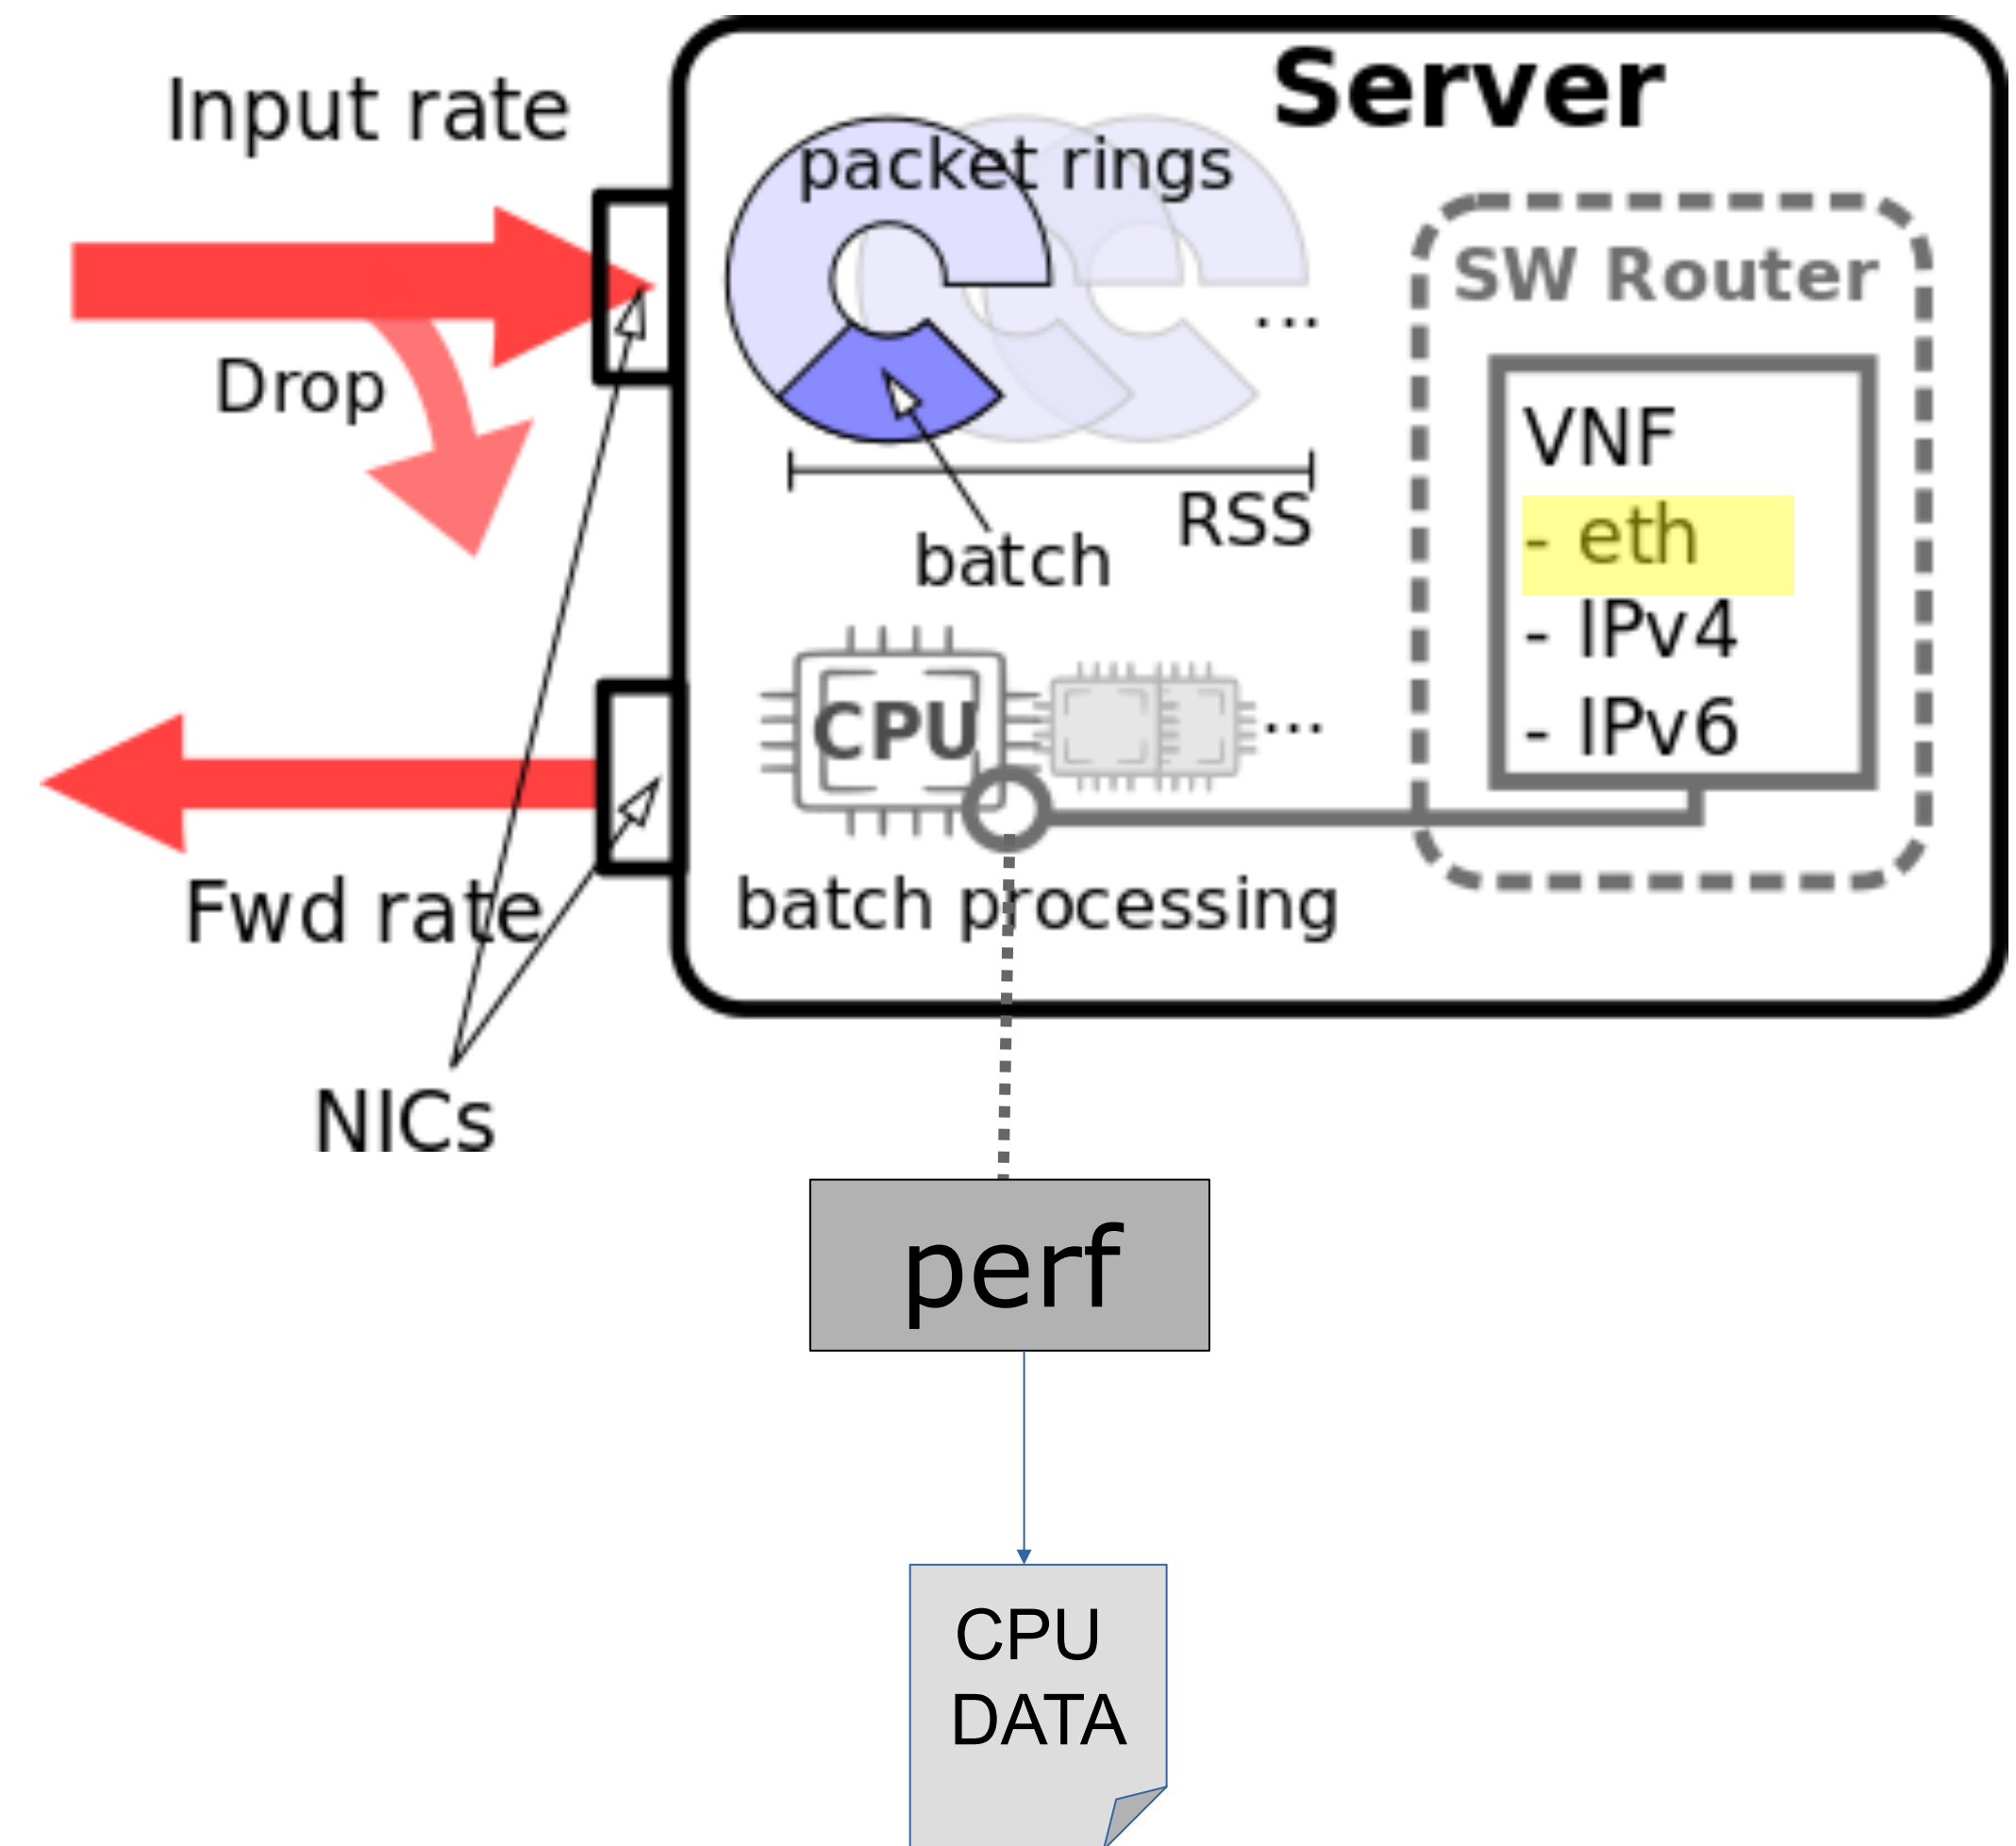 Server
Input rate
packet rings
SW Router
...
Drop
VNF
- eth
- IPv4
- IPv6
RSS
batch
CPU
...
Fwd rate
batch processing
NICs
perf
CPU
DATA